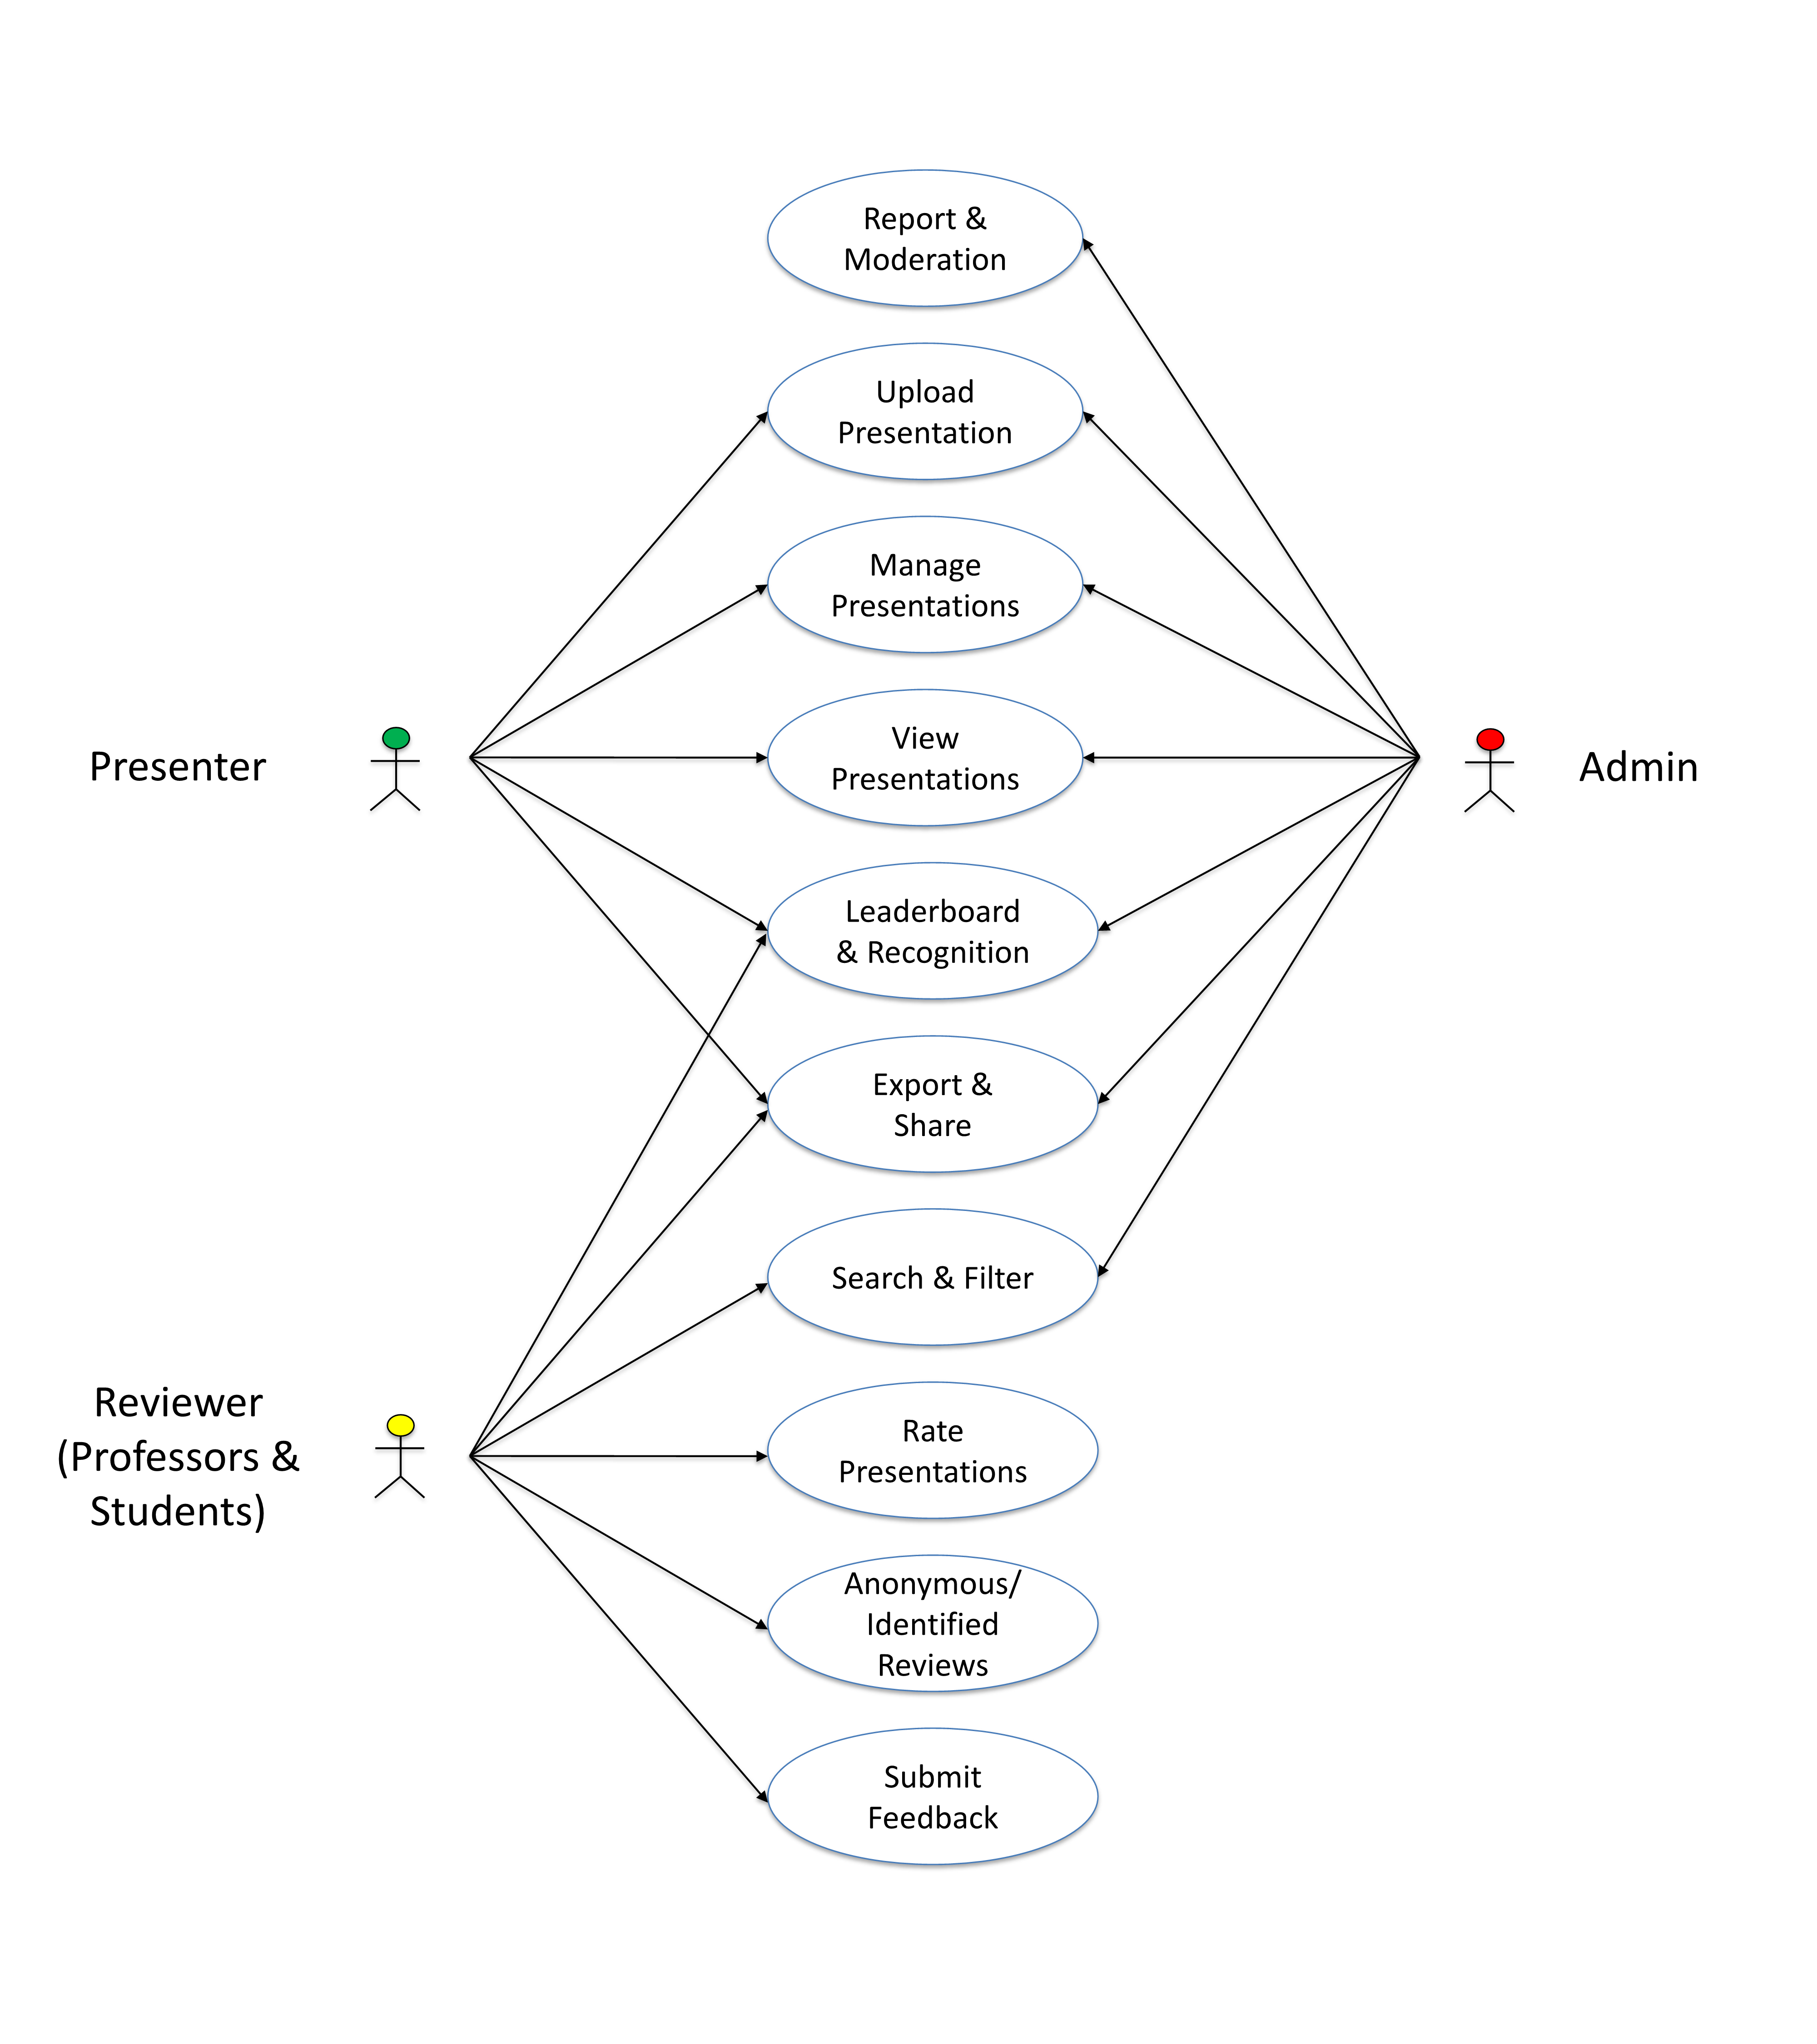 Report &
Moderation
Upload
Presentation
Manage
Presentations
View
Presentations
Presenter
Admin
Leaderboard
& Recognition
Export &
Share
Search & Filter
Reviewer
(Professors &
Students)
Rate
Presentations
Anonymous/
Identified
Reviews
Submit
Feedback